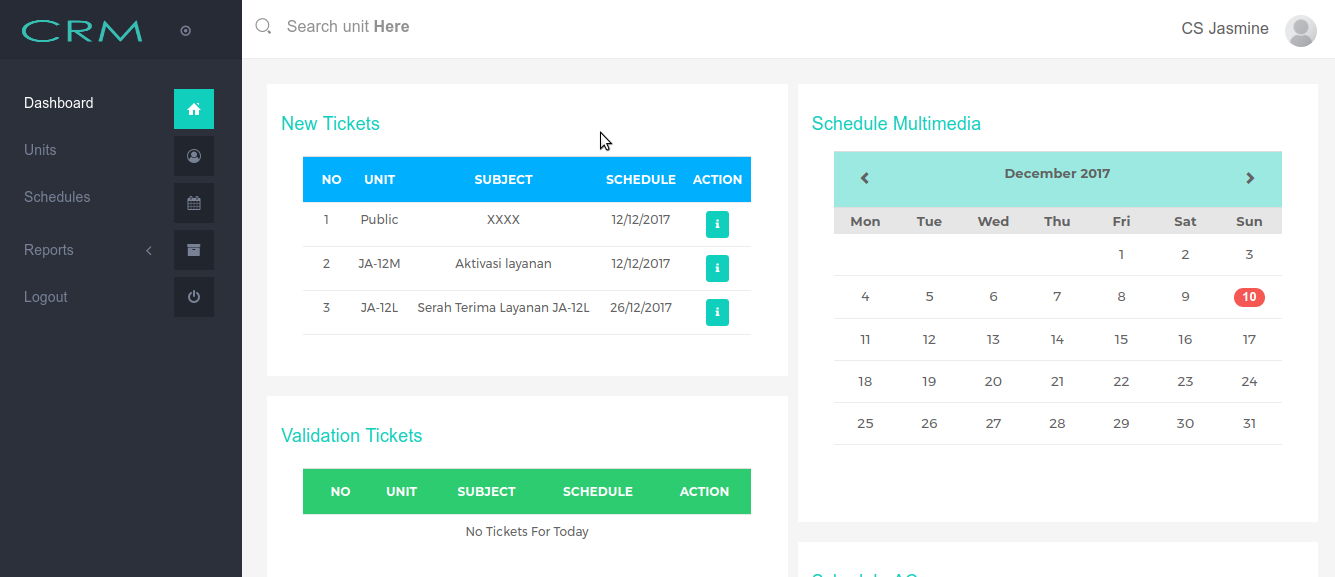 CRM
Search unit Here
CS Jasmine
Dashboard
Units
Schedules
Reports
Logout
New Tickets
NO UNIT SUBJECT SCHEDULE ACTION
1 Public XXXX 12/12/2017
2 JA-12M Aktivasi layanan 12/12/2017
3 JA-12L Serah Terima Layanan JA-12L 26/12/2017
Validation Tickets
NO UNIT SUBJECT SCHEDULE ACTION
No Tickets For Today
Schedule Multimedia
December 2017
Mon Tue Wed Thu Fri Sat Sun
1 2 3
4 5 6 7 8 9 10
11 12 13 14 15 16 17
18 19 20 21 22 23 24
25 26 27 28 29 30 31